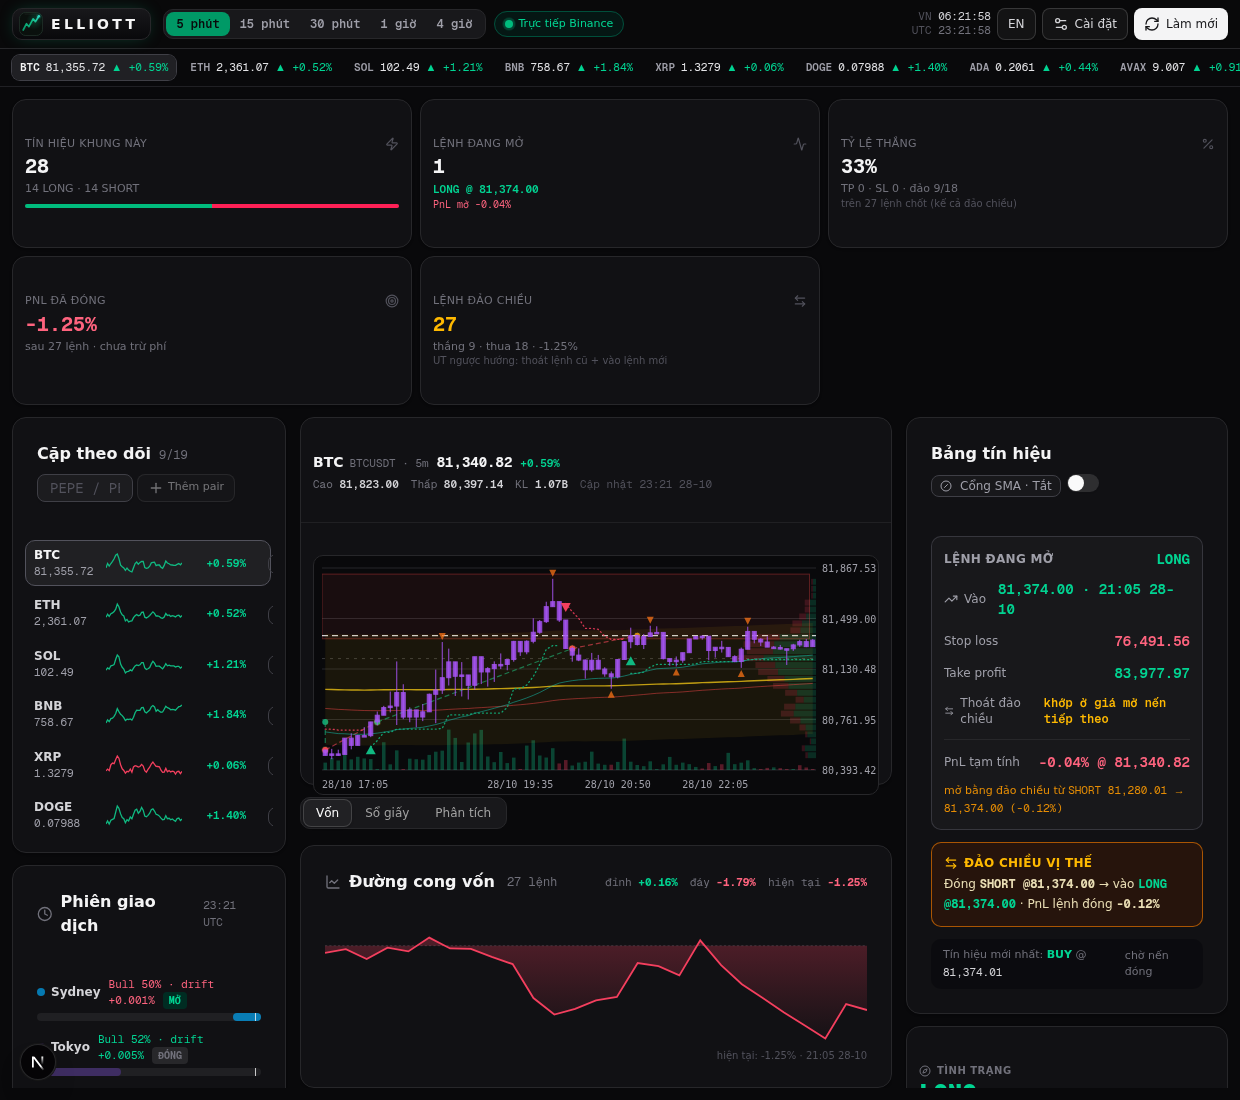 ELLIOTT
5 phút 15 phút 30 phút 1 giờ 4 giờ
Trực tiếp Binance
VN 06:21:58
UTC 23:21:58
EN
Cài đặt
Làm mới
BTC 81,355.72 ▲ +0.59% ETH 2,361.07 ▲ +0.52% SOL 102.49 ▲ +1.21% BNB 758.67 ▲ +1.84% XRP 1.3279 ▲ +0.06% DOGE 0.07988 ▲ +1.40% ADA 0.2061 ▲ +0.44% AVAX 9.007 ▲ +0.91
TÍN HIỆU KHUNG NÀY
28
14 LONG · 14 SHORT
LỆNH ĐANG MỞ
1
LONG @ 81,374.00
PnL mở -0.04%
TỶ LỆ THẮNG
33%
TP 0 · SL 0 · đảo 9/18
trên 27 lệnh chốt (kể cả đảo chiều)
PNL ĐÃ ĐÓNG
-1.25%
sau 27 lệnh · chưa trừ phí
LỆNH ĐẢO CHIỀU
27
thắng 9 · thua 18 · -1.25%
UT ngược hướng: thoát lệnh cũ + vào lệnh mới
Cặp theo dõi 9/19
PEPE / PI
Thêm pair
BTC
81,355.72
+0.59%
ETH
2,361.07
+0.52%
SOL
102.49
+1.21%
BNB
758.67
+1.84%
XRP
1.3279
+0.06%
DOGE
0.07988
+1.40%
Phiên giao dịch
23:21 UTC
Sydney Bull 50% · drift
+0.001% MỞ
Tokyo Bull 52% · drift
+0.005% ĐÓNG
N
BTC BTCUSDT · 5m 81,340.82 +0.59%
Cao 81,823.00 Thấp 80,397.14 KL 1.07B Cập nhật 23:21 28-10
81,867.53
81,499.00
81,130.48
80,761.95
80,393.42
28/10 17:05 28/10 19:35 28/10 20:50 28/10 22:05
Vốn Sổ giấy Phân tích
Đường cong vốn 27 lệnh
đỉnh +0.16% đáy -1.79% hiện tại -1.25%
hiện tại: -1.25% · 21:05 28-10
Bảng tín hiệu
Cổng SMA · Tắt
LỆNH ĐANG MỞ LONG
Vào 81,374.00 · 21:05 28-
10
Stop loss 76,491.56
Take profit 83,977.97
Thoát đảo chiều
khớp ở giá mở nến
tiếp theo
PnL tạm tính -0.04% @ 81,340.82
mở bằng đảo chiều từ SHORT 81,280.01 →
81,374.00 (-0.12%)
ĐẢO CHIỀU VỊ THẾ
Đóng SHORT @81,374.00 → vào LONG
@81,374.00 · PnL lệnh đóng -0.12%
Tín hiệu mới nhất: BUY @
81,374.01
chờ nến
đóng
TÌNH TRẠNG
LONG